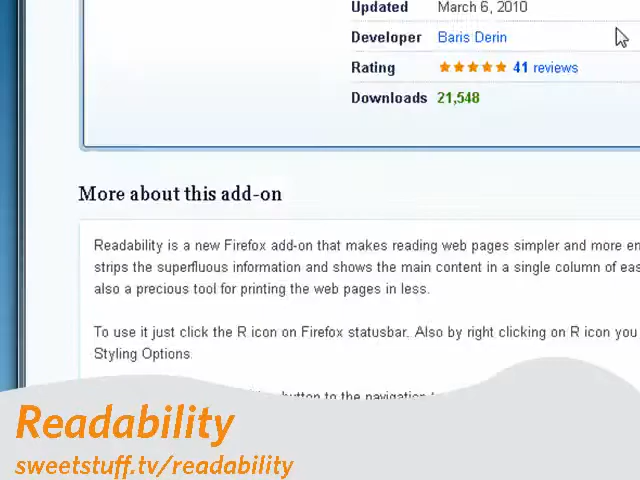 Updated March 6, 2010
Developer Baris Derin
Rating 41 reviews
Downloads 21,548
More about this add-on
Readability is a new Firefox add-on that makes reading web pages simpler and more
strips the superfluous information and shows the main content in a single column of
also a precious tool for printing the web pages in less.
To use it just click the R icon on Firefox statusbar. Also by right clicking on R icon you
Styling Options.
button to the navigation
Readability
sweetstuff.tv/readability